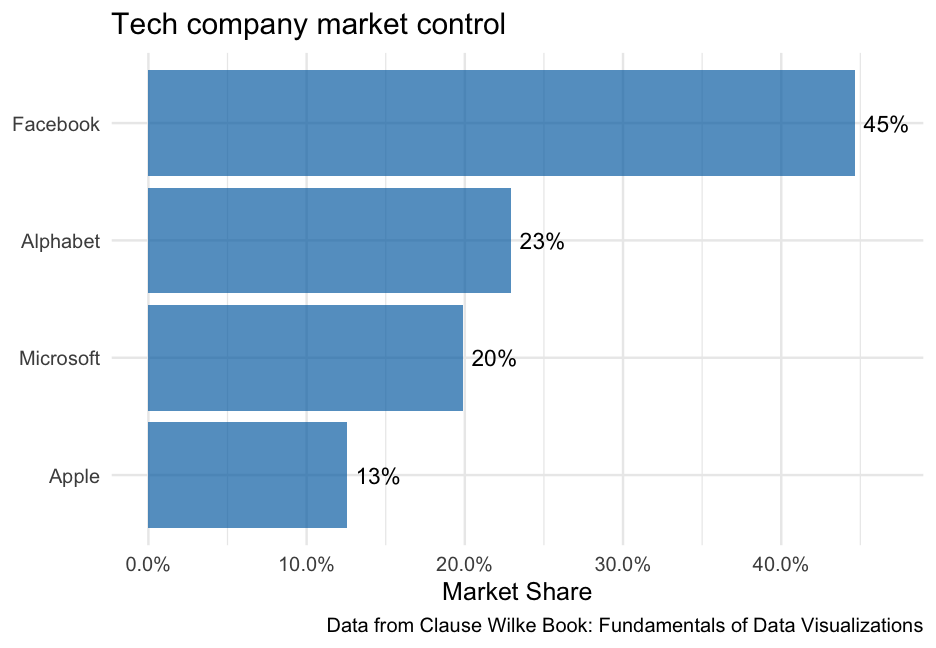 Tech company market control
Facebook
45%
Alphabet
23%
Microsoft
20%
Apple
13%
0.0% 10.0% 20.0% 30.0% 40.0%
Market Share
Data from Clause Wilke Book: Fundamentals of Data Visualizations